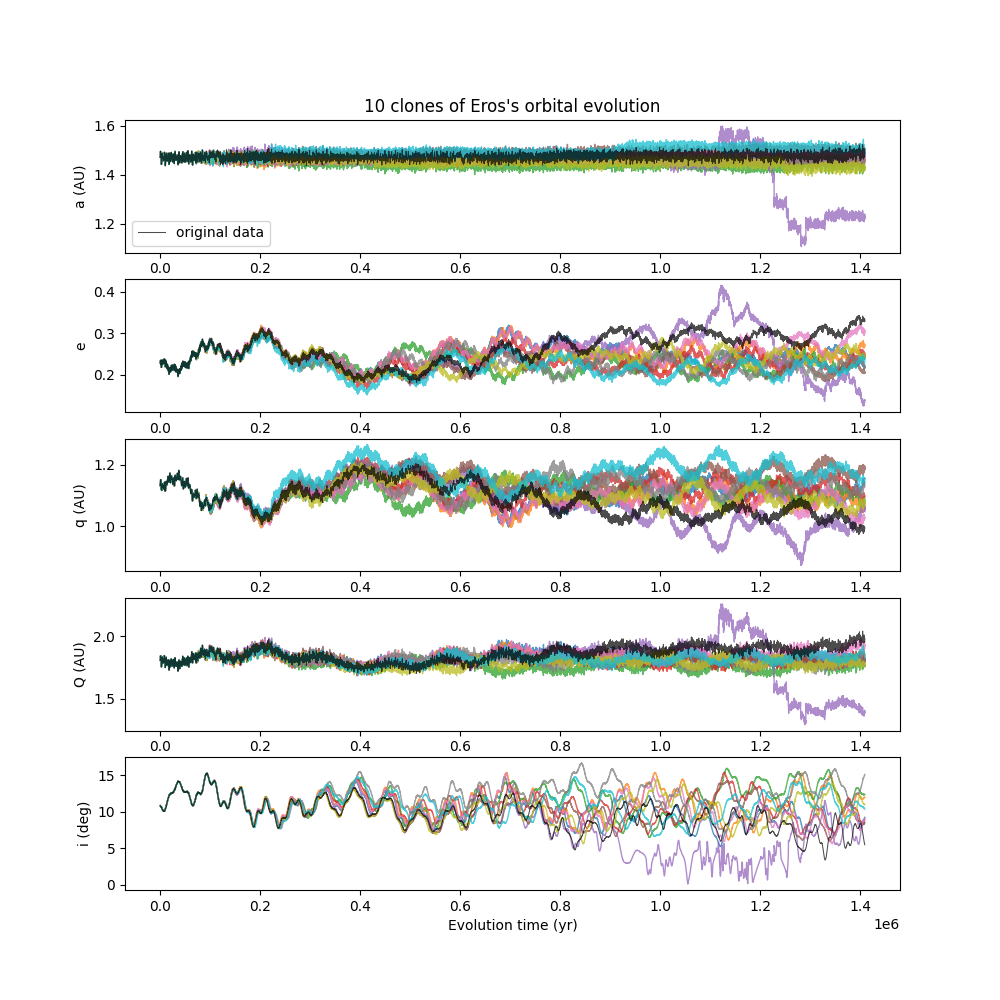 10 clones of Eros's orbital evolution
a (AU)
1.6
1.4
1.2
original data
0.0 0.2 0.4 0.6 0.8 1.0 1.2 1.4
e
0.4
0.3
0.2
0.0 0.2 0.4 0.6 0.8 1.0 1.2 1.4
q (AU)
1.2
1.0
0.0 0.2 0.4 0.6 0.8 1.0 1.2 1.4
Q (AU)
2.0
1.5
0.0 0.2 0.4 0.6 0.8 1.0 1.2 1.4
i (deg)
15
10
5
0
0.0 0.2 0.4 0.6 0.8 1.0 1.2 1.4
Evolution time (yr)
1e6